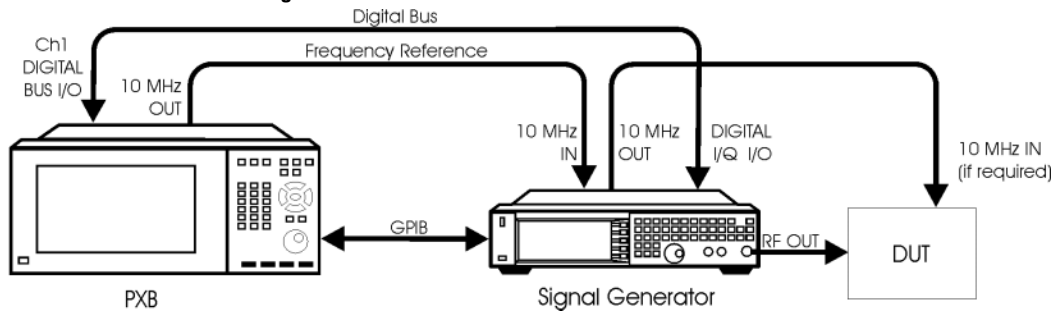 Digital Bus
Frequency Reference
Ch1
DIGITAL
BUS I/O
10 MHz
OUT
10 MHz
IN
10 MHz
OUT
DIGITAL
I/Q I/O
10 MHz IN
(if required)
GPIB
RF OUT
DUT
PXB
Signal Generator